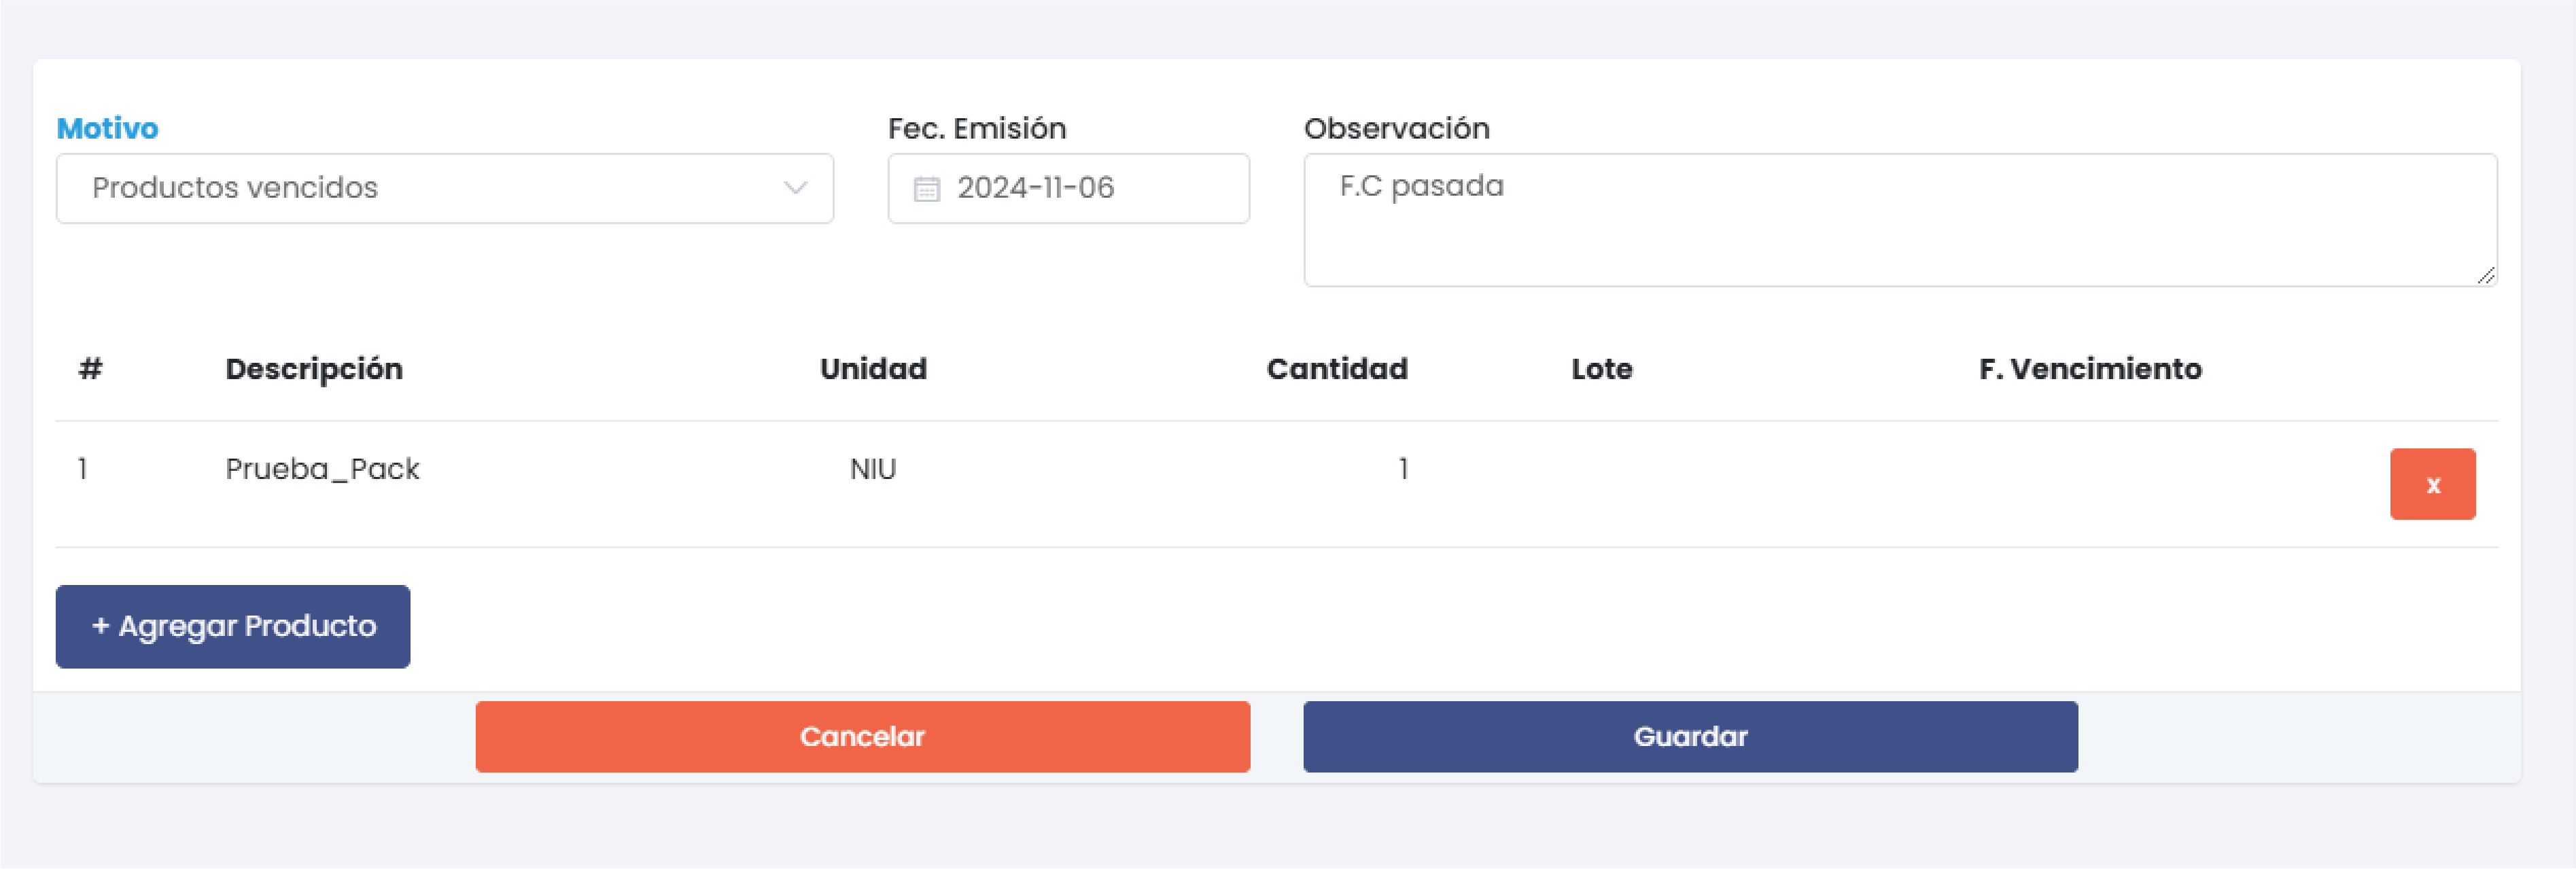 Motivo Fec. Emisión Observación
Productos vencidos 2024-11-06 F.C pasada
# Descripción Unidad Cantidad Lote F. Vencimiento
1 Prueba_Pack NIU 1 x
+ Agregar Producto
Cancelar Guardar